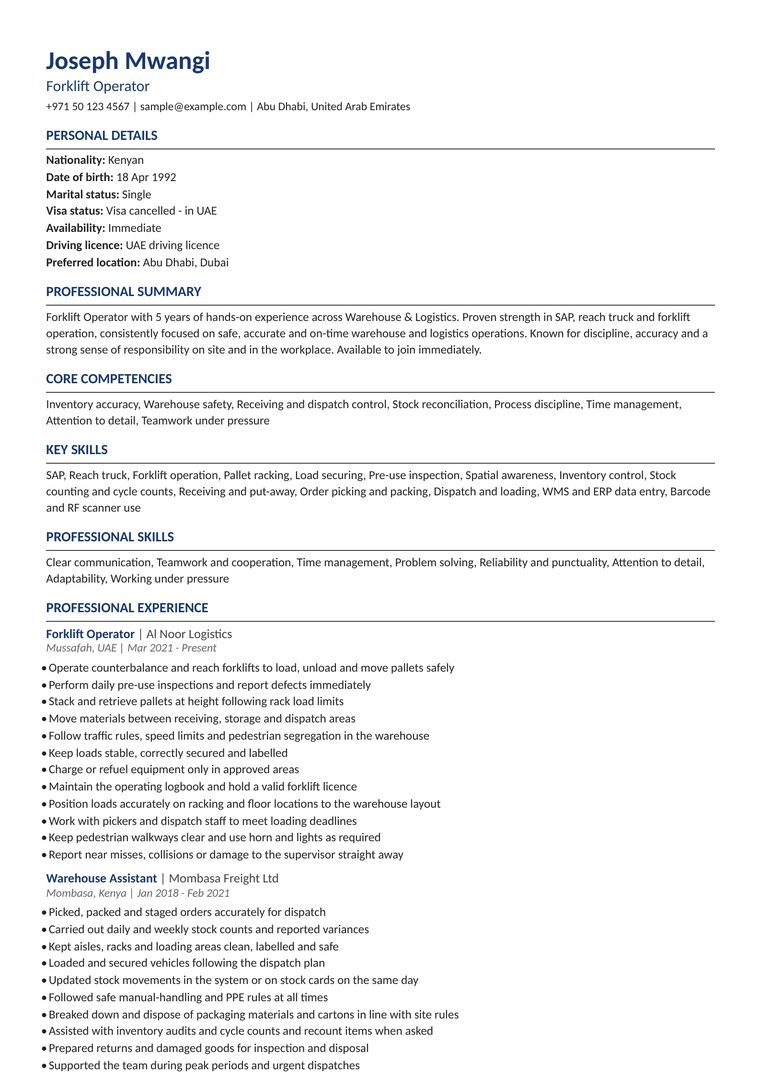 Joseph Mwangi
Forklift Operator
+971 50 123 4567 | sample@example.com | Abu Dhabi, United Arab Emirates
PERSONAL DETAILS
Nationality: Kenyan
Date of birth: 18 Apr 1992
Marital status: Single
Visa status: Visa cancelled - in UAE
Availability: Immediate
Driving licence: UAE driving licence
Preferred location: Abu Dhabi, Dubai
PROFESSIONAL SUMMARY
Forklift Operator with 5 years of hands-on experience across Warehouse & Logistics. Proven strength in SAP, reach truck and forklift
operation, consistently focused on safe, accurate and on-time warehouse and logistics operations. Known for discipline, accuracy and a
strong sense of responsibility on site and in the workplace. Available to join immediately.
CORE COMPETENCIES
Inventory accuracy, Warehouse safety, Receiving and dispatch control, Stock reconciliation, Process discipline, Time management,
Attention to detail, Teamwork under pressure
KEY SKILLS
SAP, Reach truck, Forklift operation, Pallet racking, Load securing, Pre-use inspection, Spatial awareness, Inventory control, Stock
counting and cycle counts, Receiving and put-away, Order picking and packing, Dispatch and loading, WMS and ERP data entry, Barcode
and RF scanner use
PROFESSIONAL SKILLS
Clear communication, Teamwork and cooperation, Time management, Problem solving, Reliability and punctuality, Attention to detail,
Adaptability, Working under pressure
PROFESSIONAL EXPERIENCE
Forklift Operator | Al Noor Logistics
Mussafah, UAE | Mar 2021 - Present
• Operate counterbalance and reach forklifts to load, unload and move pallets safely
• Perform daily pre-use inspections and report defects immediately
• Stack and retrieve pallets at height following rack load limits
• Move materials between receiving, storage and dispatch areas
• Follow traffic rules, speed limits and pedestrian segregation in the warehouse
• Keep loads stable, correctly secured and labelled
• Charge or refuel equipment only in approved areas
• Maintain the operating logbook and hold a valid forklift licence
• Position loads accurately on racking and floor locations to the warehouse layout
• Work with pickers and dispatch staff to meet loading deadlines
• Keep pedestrian walkways clear and use horn and lights as required
• Report near misses, collisions or damage to the supervisor straight away
Warehouse Assistant | Mombasa Freight Ltd
Mombasa, Kenya | Jan 2018 - Feb 2021
• Picked, packed and staged orders accurately for dispatch
• Carried out daily and weekly stock counts and reported variances
• Kept aisles, racks and loading areas clean, labelled and safe
• Loaded and secured vehicles following the dispatch plan
• Updated stock movements in the system or on stock cards on the same day
• Followed safe manual-handling and PPE rules at all times
• Breaked down and dispose of packaging materials and cartons in line with site rules
• Assisted with inventory audits and cycle counts and recount items when asked
• Prepared returns and damaged goods for inspection and disposal
• Supported the team during peak periods and urgent dispatches